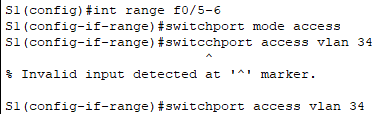 S1(config)#int range f0/5-6
S1(config-if-range)#switchport mode access
S1(config-if-range)#switcchport access vlan 34
^
% Invalid input detected at '^' marker.
S1(config-if-range)#switchport access vlan 34